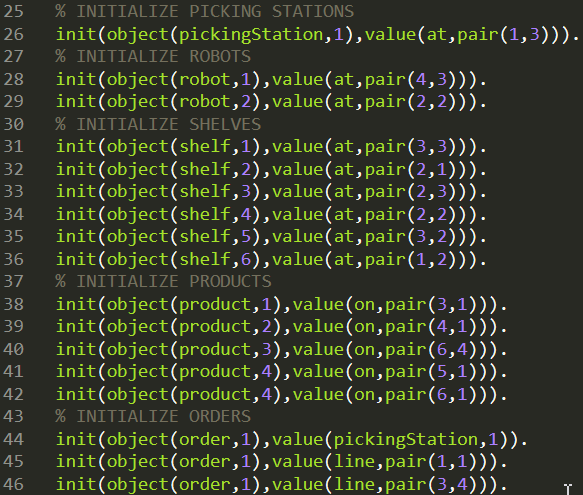 25 % INITIALIZE PICKING STATIONS
26 init(object(pickingStation,1),value(at,pair(1,3))).
27 % INITIALIZE ROBOTS
28 init(object(robot,1),value(at,pair(4,3))).
29 init(object(robot,2),value(at,pair(2,2))).
30 % INITIALIZE SHELVES
31 init(object(shelf,1),value(at,pair(3,3))).
32 init(object(shelf,2),value(at,pair(2,1))).
33 init(object(shelf,3),value(at,pair(2,3))).
34 init(object(shelf,4),value(at,pair(2,2))).
35 init(object(shelf,5),value(at,pair(3,2))).
36 init(object(shelf,6),value(at,pair(1,2))).
37 % INITIALIZE PRODUCTS
38 init(object(product,1),value(on,pair(3,1))).
39 init(object(product,2),value(on,pair(4,1))).
40 init(object(product,3),value(on,pair(6,4))).
41 init(object(product,4),value(on,pair(5,1))).
42 init(object(product,4),value(on,pair(6,1))).
43 % INITIALIZE ORDERS
44 init(object(order,1),value(pickingStation,1)).
45 init(object(order,1),value(line,pair(1,1))).
46 init(object(order,1),value(line,pair(3,4))).